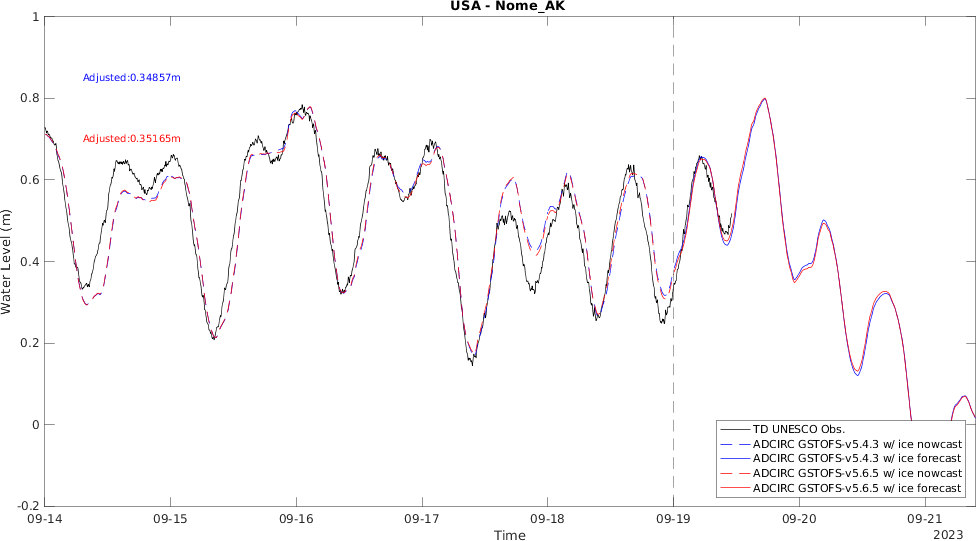 USA - Nome_AK
1
Adjusted:0.34857m
0.8
Adjusted:0.35165m
0.6
Water Level (m)
0.4
0.2
0
TD UNESCO Obs.
ADCIRC GSTOFS-v5.4.3 w/ ice nowcast
ADCIRC GSTOFS-v5.4.3 w/ ice forecast
ADCIRC GSTOFS-v5.6.5 w/ ice nowcast
ADCIRC GSTOFS-v5.6.5 w/ ice forecast
-0.2
09-14 09-15 09-16 09-17 09-18 09-19 09-20 09-21
Time
2023